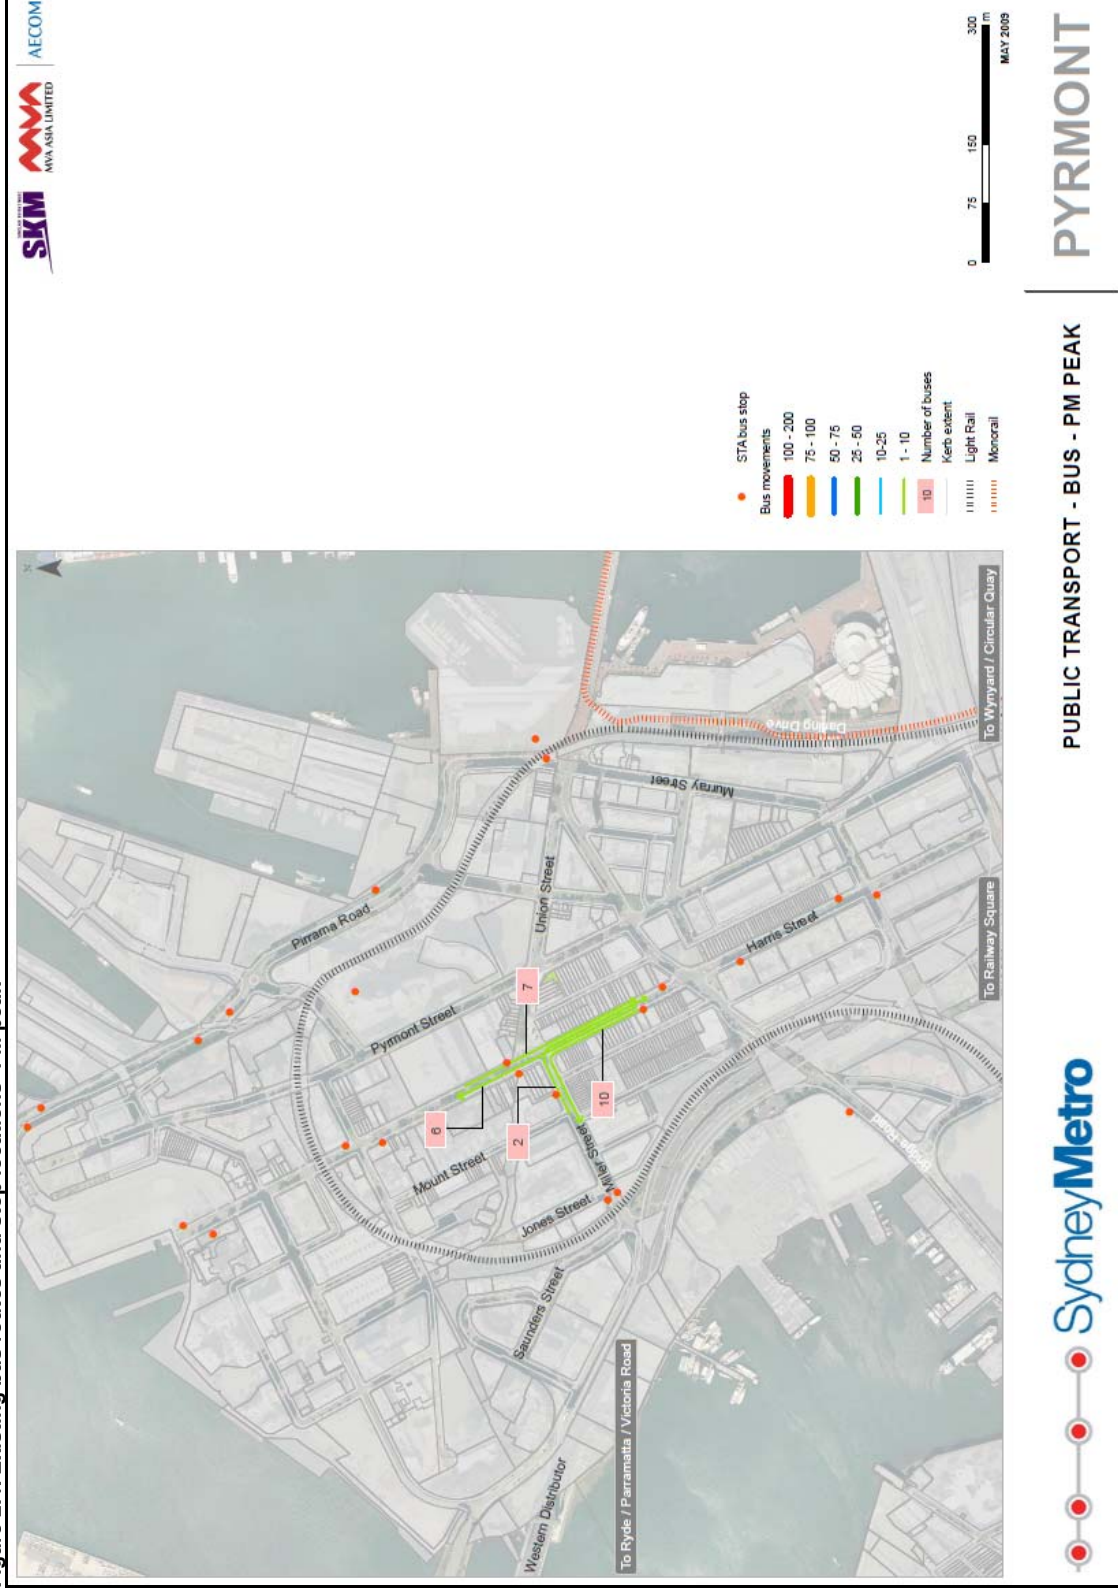 SKM
MVA ASIA LIMITED
AECOM
N
Pirrama Road
Pyrmont Street
Union Street
Murray Street
Darling Drive
Harris Street
Mount Street
Jones Street
Miller Street
Saunders Street
Bridge Road
Western Distributor
6
7
2
10
To Wynyard / Circular Quay
To Railway Square
To Ryde / Parramatta / Victoria Road
STA bus stop
Bus movements
100 - 200
75 - 100
50 - 75
25 - 50
10-25
1 - 10
10 Number of buses
Kerb extent
Light Rail
Monorail
0 75 150 300
m
MAY 2009
SydneyMetro
PUBLIC TRANSPORT - BUS - PM PEAK
PYRMONT